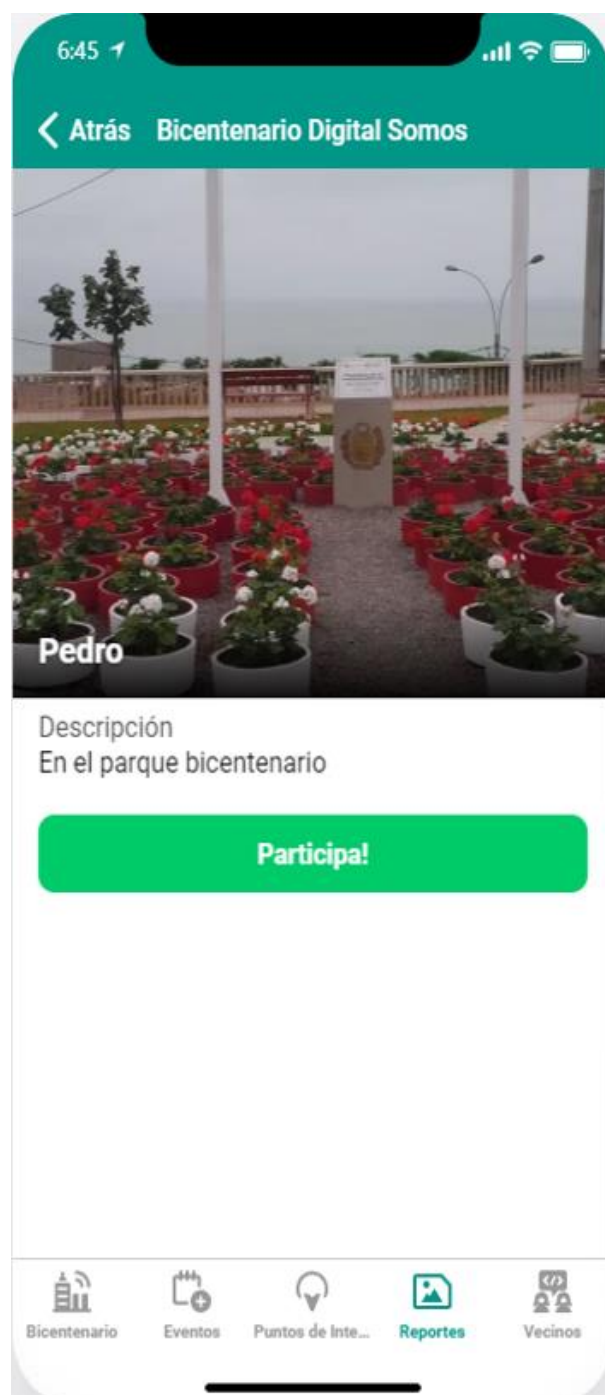 6:45
Atrás Bicentenario Digital Somos
Pedro
Descripción
En el parque bicentenario
Participa!
Bicentenario Eventos Puntos de Inte... Reportes Vecinos